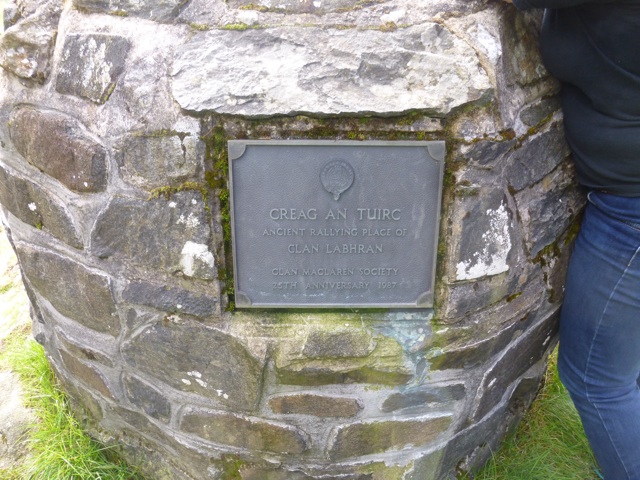 CREAG AN TUIRC
ANCIENT RALLYING PLACE OF
CLAN LABHRAN
CLAN MACLAREN SOCIETY
25TH ANNIVERSARY 1987